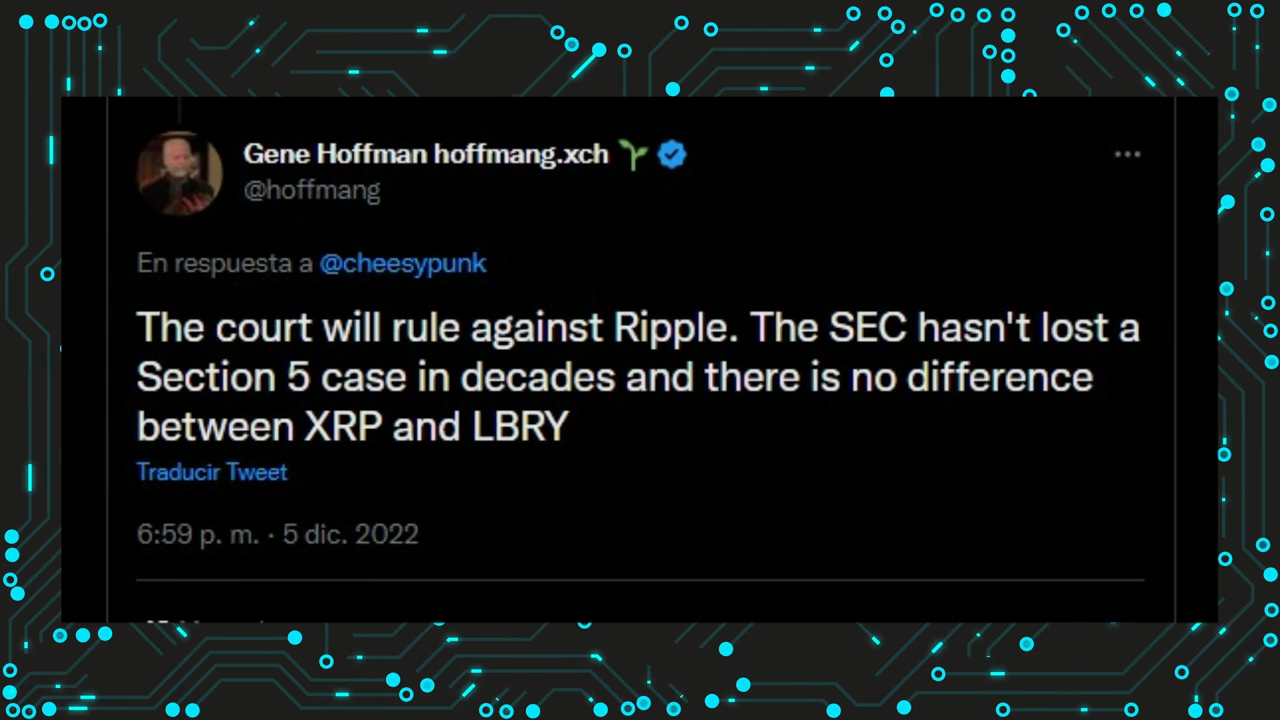 Gene Hoffman hoffmang.xch
@hoffmang
En respuesta a @cheesypunk
The court will rule against Ripple. The SEC hasn't lost a
Section 5 case in decades and there is no difference
between XRP and LBRY
Traducir Tweet
6:59 p. m. · 5 dic. 2022